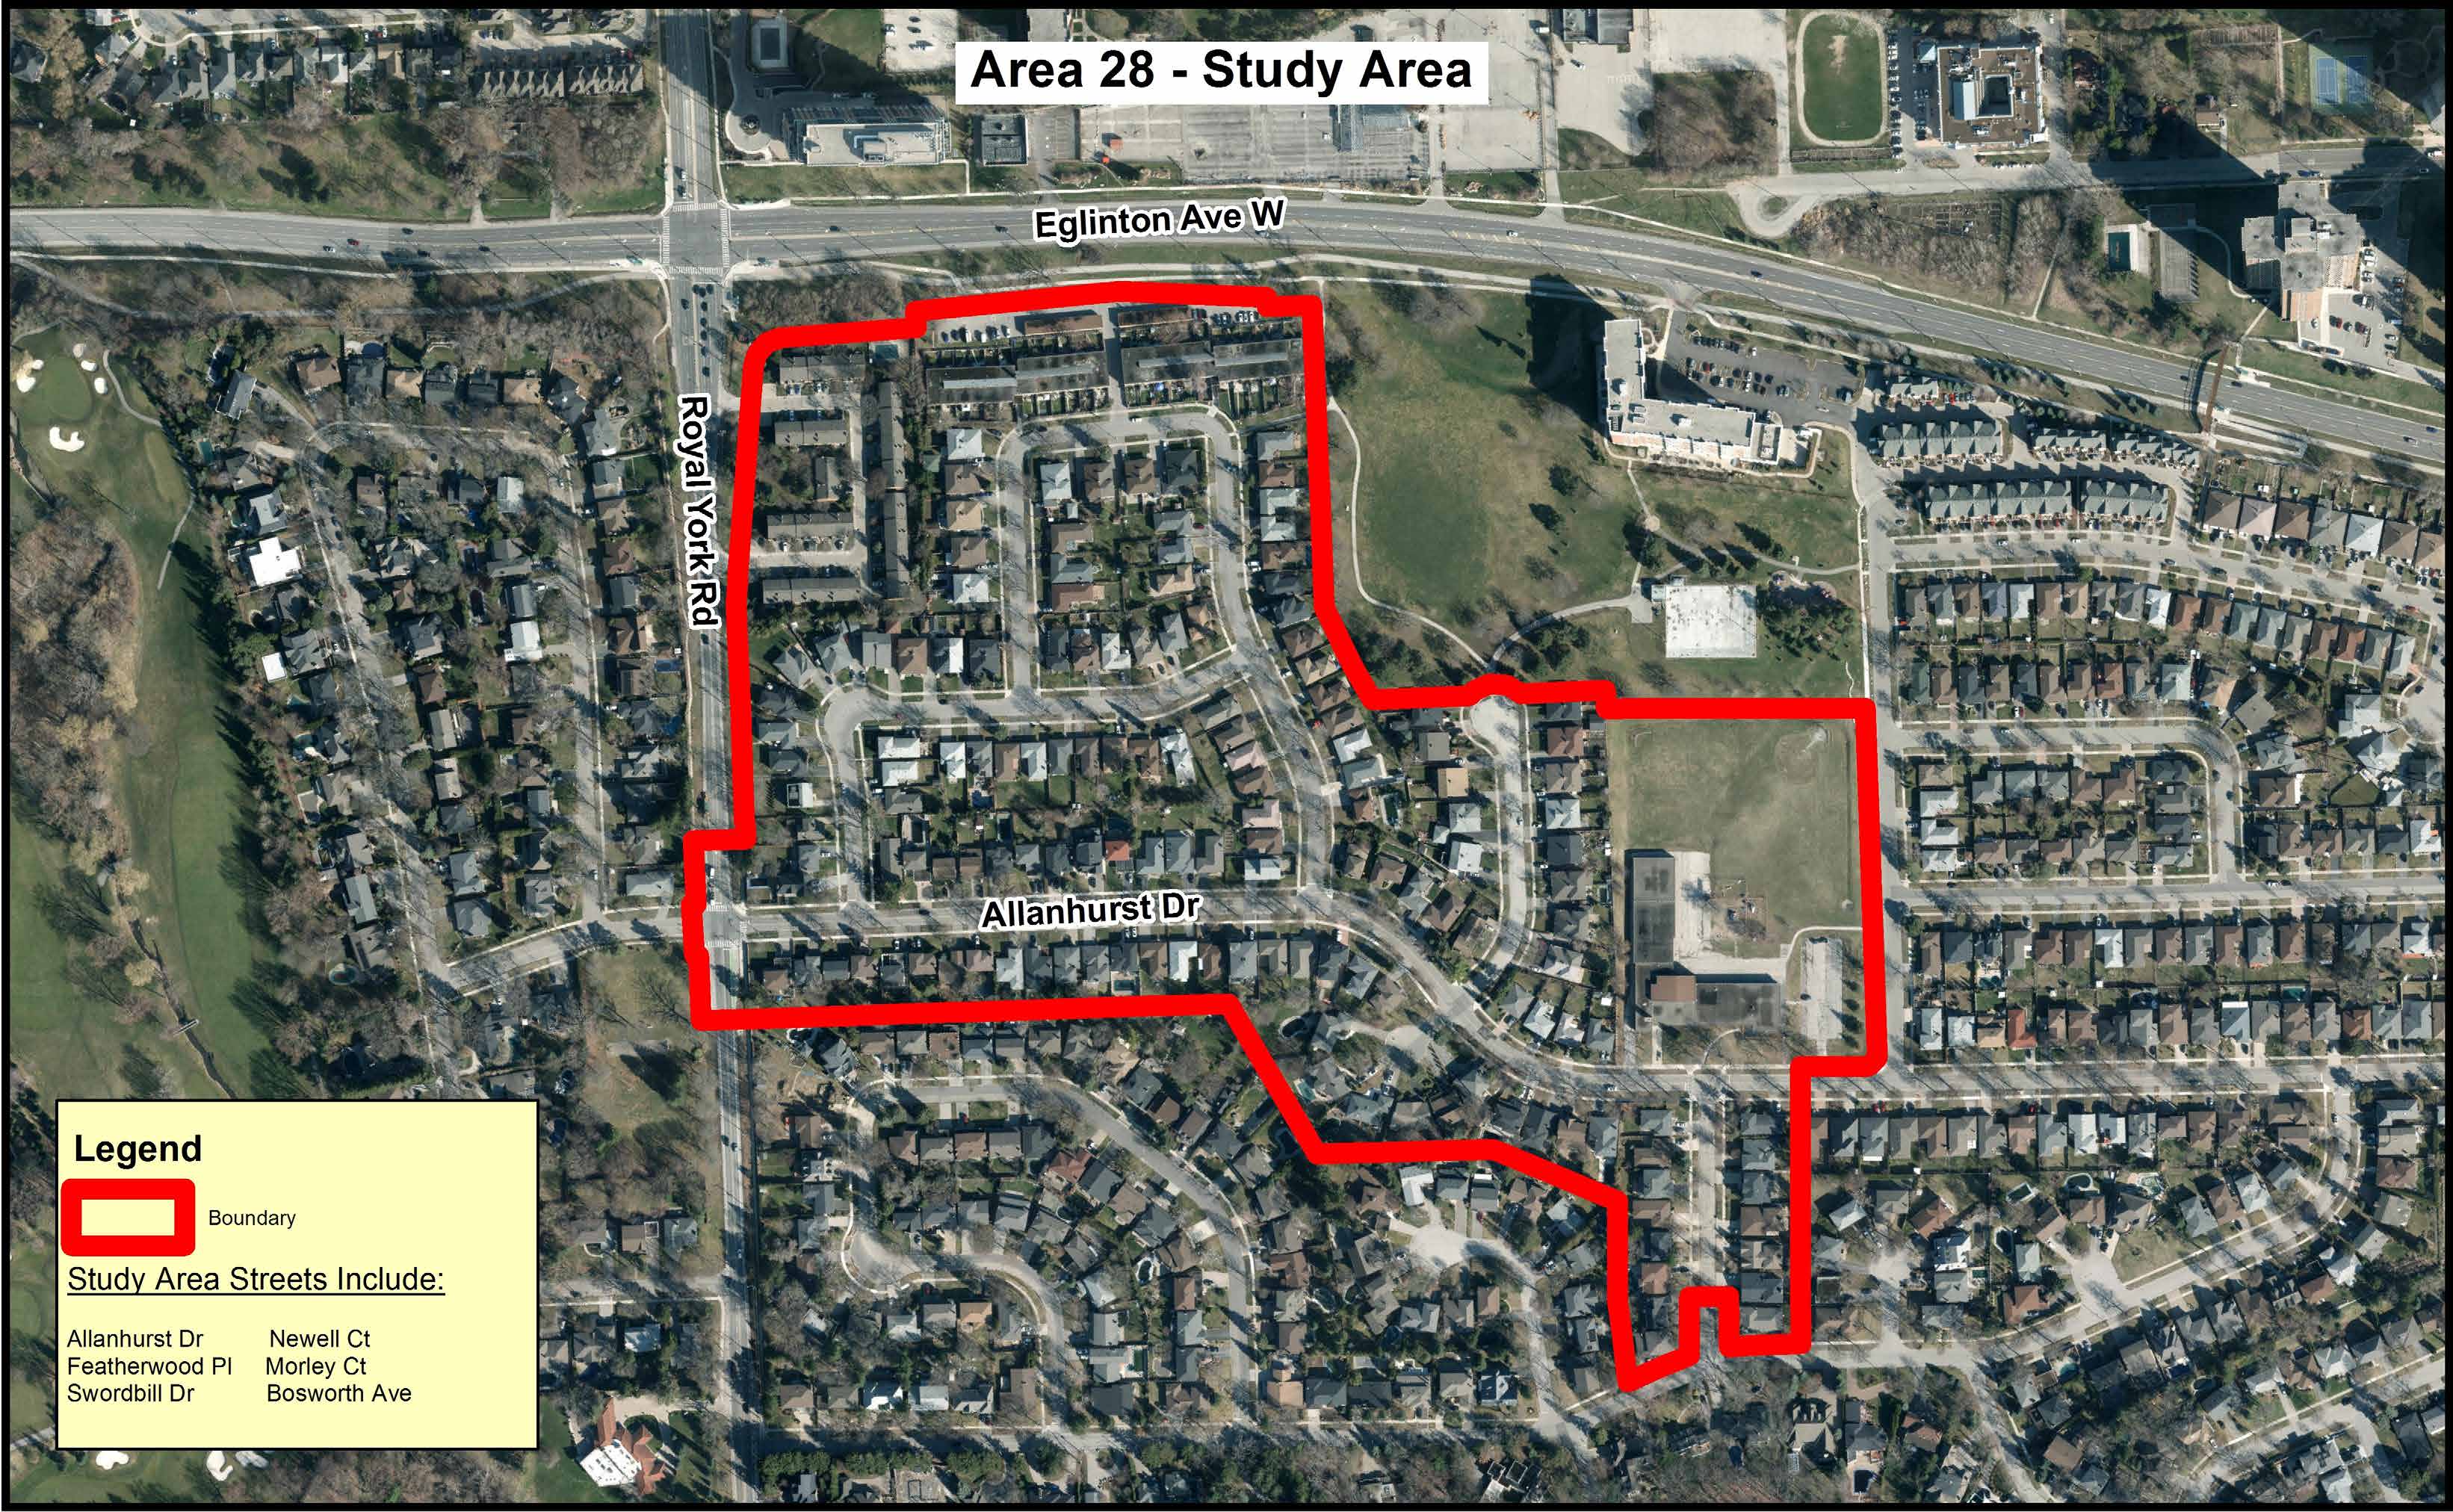 Area 28 - Study Area
Eglinton Ave W
Royal York Rd
Allanhurst Dr
Legend
Boundary
Study Area Streets Include:
Allanhurst Dr Newell Ct
Featherwood Pl Morley Ct
Swordbill Dr Bosworth Ave